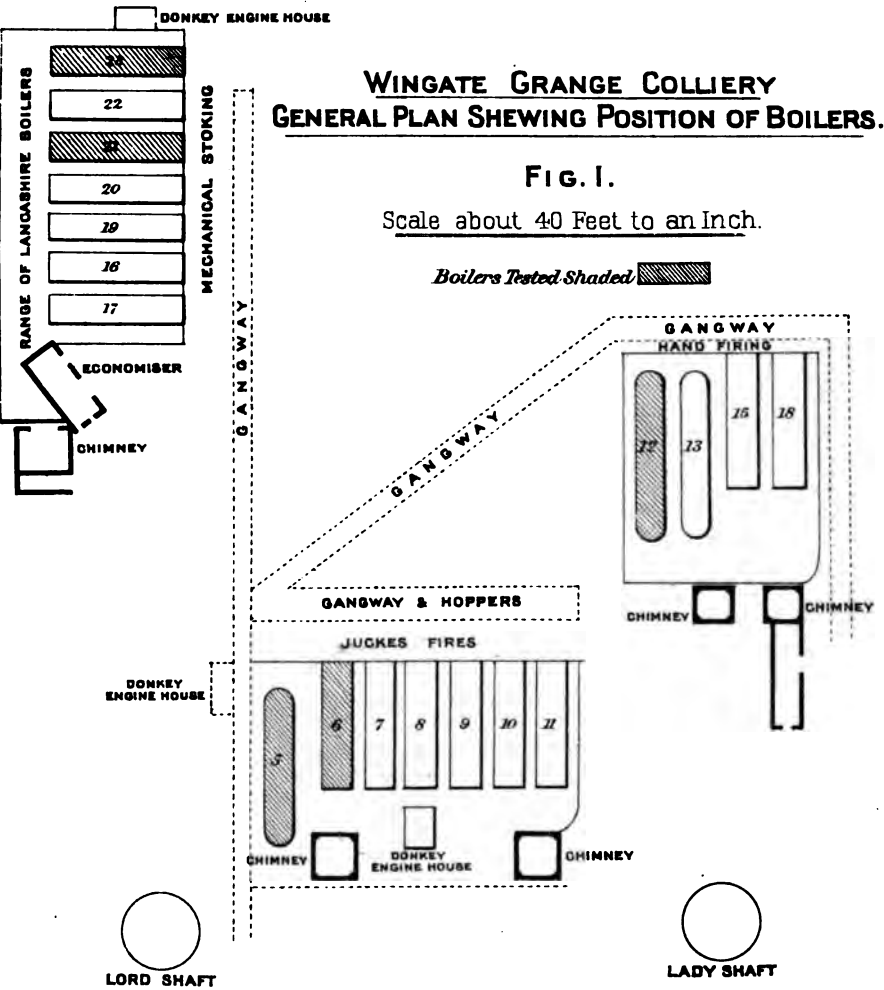 DONKEY ENGINE HOUSE
WINGATE GRANGE COLLIERY
GENERAL PLAN SHEWING POSITION OF BOILERS.
FIG. I.
Scale about 40 Feet to an Inch.
Boilers Tested Shaded
RANGE OF LANCASHIRE BOILERS
22
20
19
16
17
MECHANICAL STOKING
ECONOMISER
CHIMNEY
GANGWAY
GANGWAY
GANGWAY
HAND FIRING
12
13
15
18
CHIMNEY
CHIMNEY
GANGWAY & HOPPERS
JUCKES FIRES
DONKEY
ENGINE HOUSE
5
6
7
8
9
10
11
CHIMNEY
DONKEY
ENGINE HOUSE
CHIMNEY
LORD SHAFT
LADY SHAFT